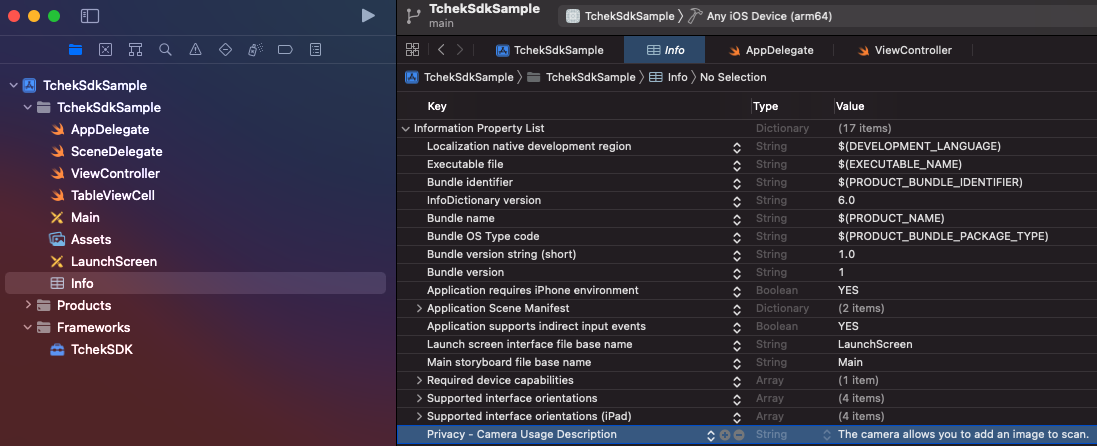 TchekSdkSample
main
TchekSdkSample
Any iOS Device (arm64)
TchekSdkSample
Info
AppDelegate
ViewController
TchekSdkSample
TchekSdkSample
AppDelegate
SceneDelegate
ViewController
TableViewCell
Main
Assets
LaunchScreen
Info
Products
Frameworks
TchekSDK
TchekSdkSample TchekSdkSample Info No Selection
Key Type Value
Information Property List Dictionary (17 items)
Localization native development region String $(DEVELOPMENT_LANGUAGE)
Executable file String $(EXECUTABLE_NAME)
Bundle identifier String $(PRODUCT_BUNDLE_IDENTIFIER)
InfoDictionary version String 6.0
Bundle name String $(PRODUCT_NAME)
Bundle OS Type code String $(PRODUCT_BUNDLE_PACKAGE_TYPE)
Bundle version string (short) String 1.0
Bundle version String 1
Application requires iPhone environment Boolean YES
Application Scene Manifest Dictionary (2 items)
Application supports indirect input events Boolean YES
Launch screen interface file base name String LaunchScreen
Main storyboard file base name String Main
Required device capabilities Array (1 item)
Supported interface orientations Array (4 items)
Supported interface orientations (iPad) Array (4 items)
Privacy - Camera Usage Description String The camera allows you to add an image to scan.